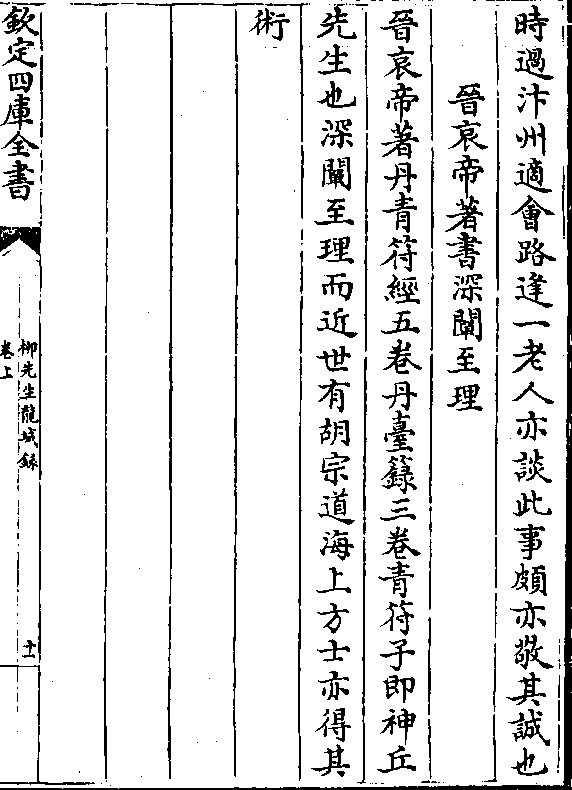 時過汴州適會路逢一老人亦談此事頗亦敬其誠也
晉哀帝著書深闡至理
晉哀帝著丹青符經五卷丹臺籙三卷青符子即神丘
先生也深闡至理而近世有胡宗道海上方士亦得其
術
欽定四庫全書
柳先生龍城錄
卷上
十一